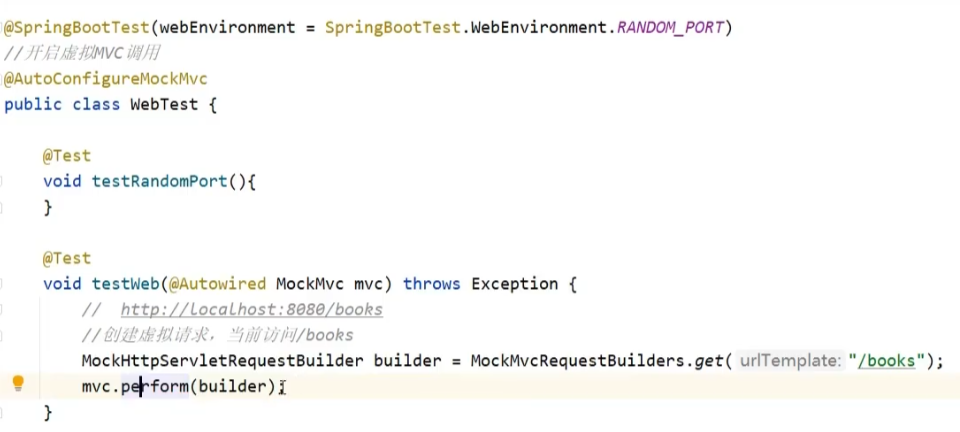 @SpringBootTest(webEnvironment = SpringBootTest.WebEnvironment.RANDOM_PORT)
//开启虚拟MVC调用
@AutoConfigureMockMvc
public class WebTest {
@Test
void testRandomPort(){
}
@Test
void testWeb(@Autowired MockMvc mvc) throws Exception {
// http://localhost:8080/books
//创建虚拟请求，当前访问/books
MockHttpServletRequestBuilder builder = MockMvcRequestBuilders.get( urlTemplate: "/books");
mvc.perform(builder);
}